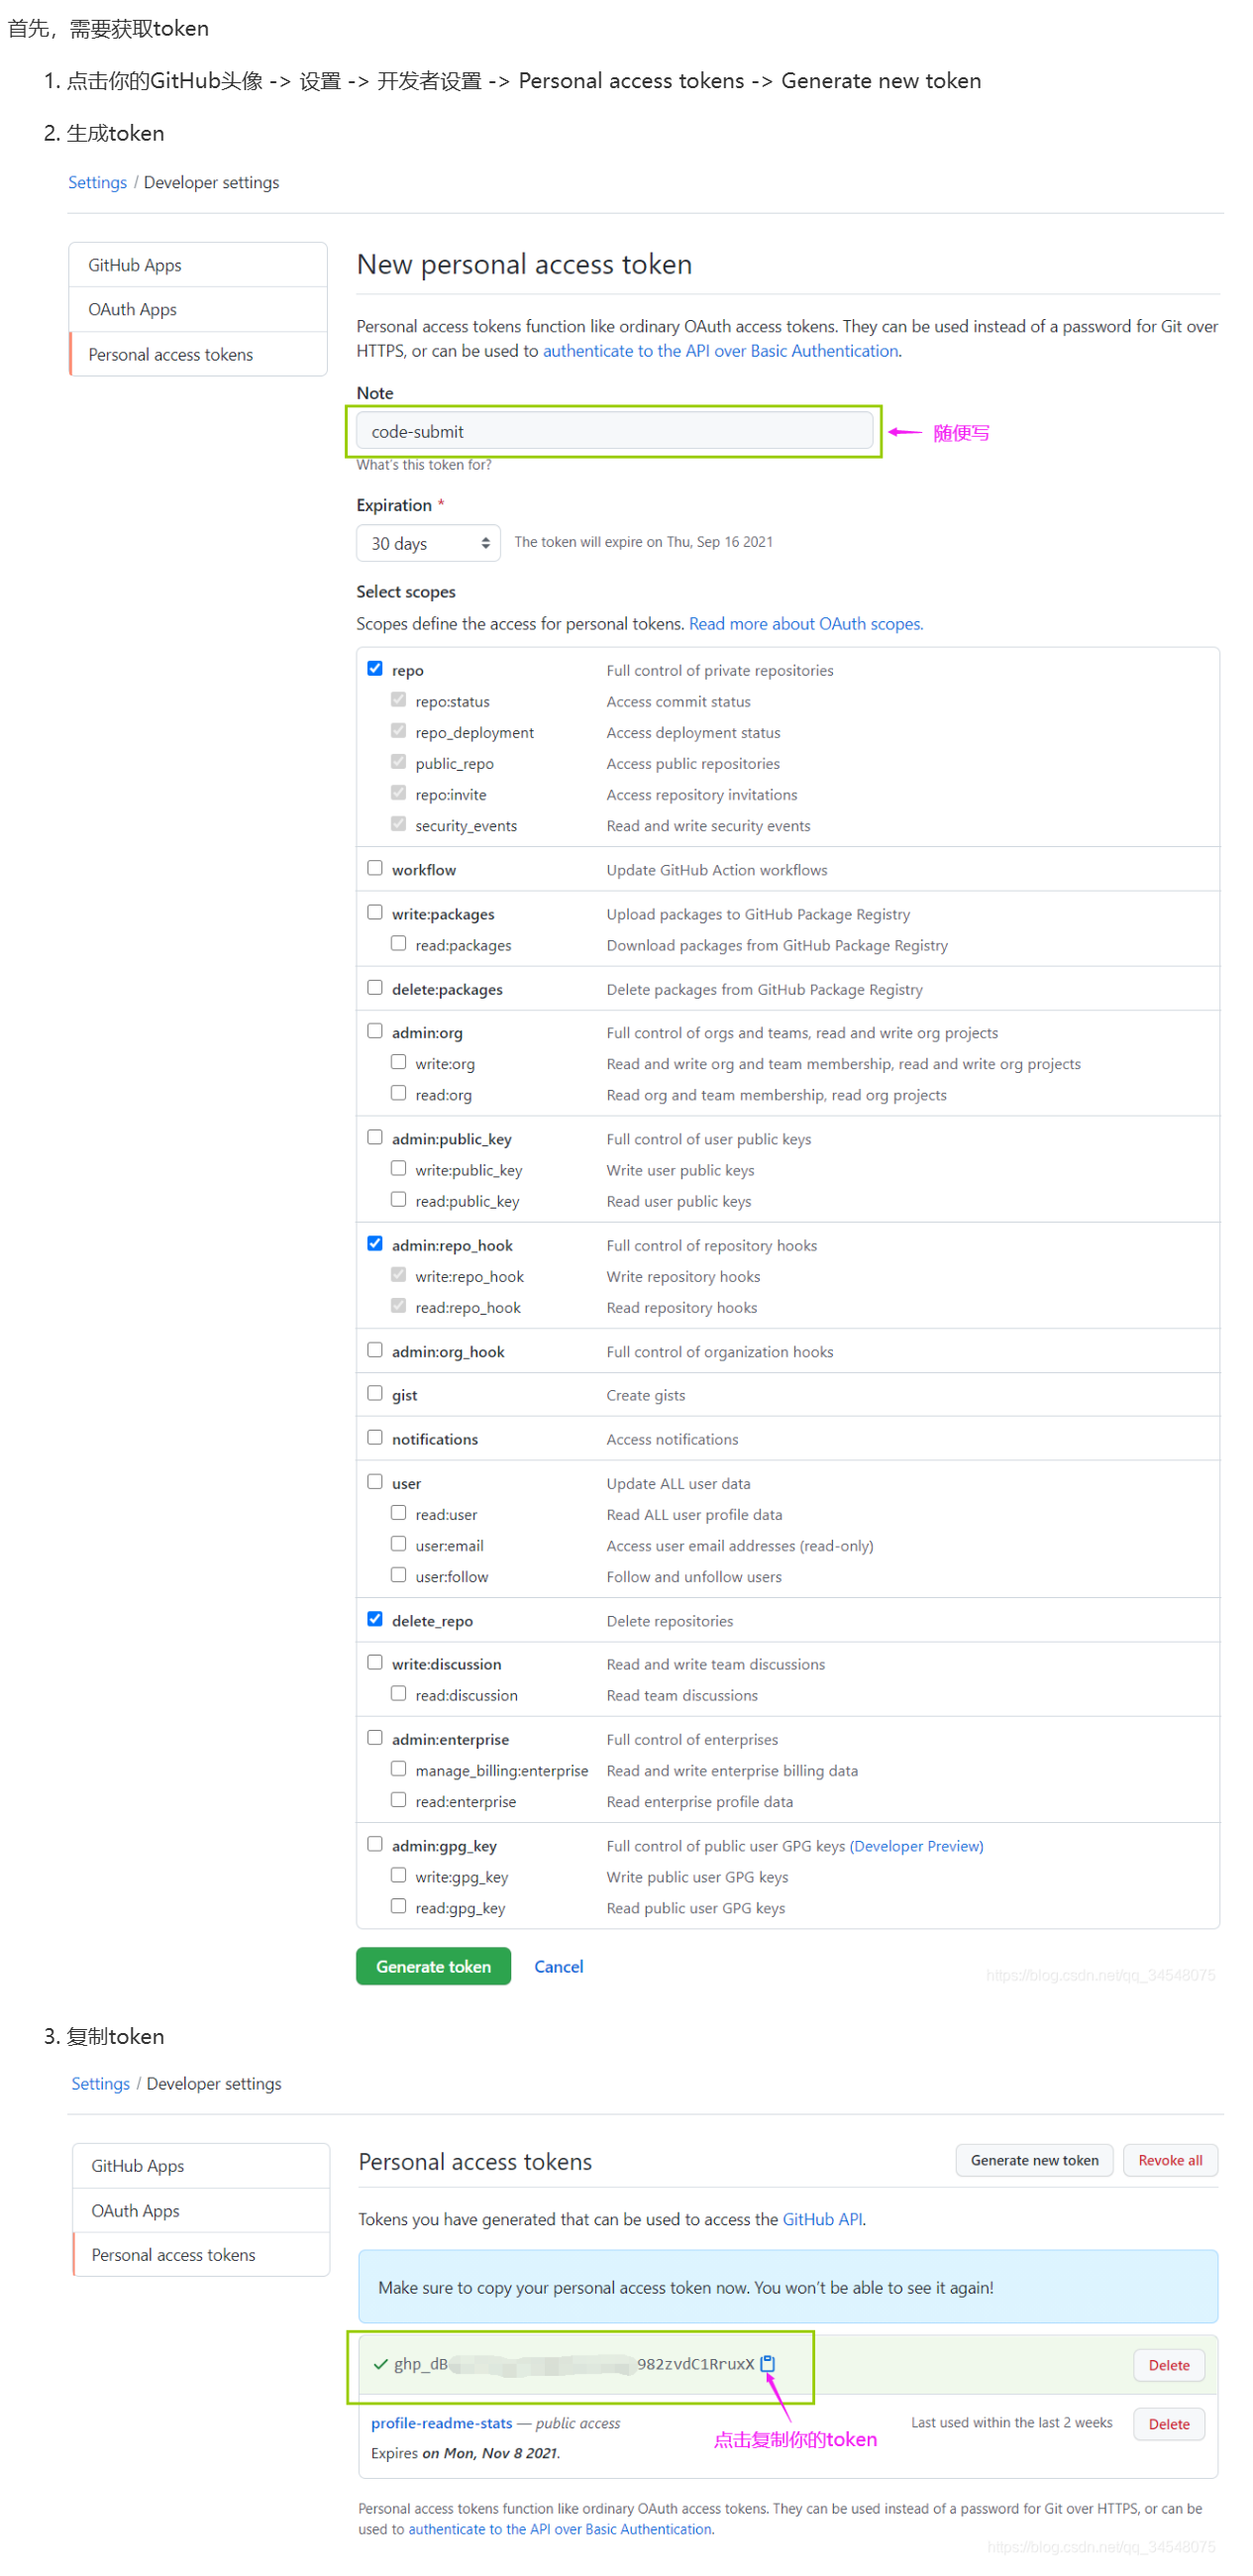 首先，需要获取token
1. 点击你的GitHub头像 -> 设置 -> 开发者设置 -> Personal access tokens -> Generate new token
2. 生成token
Settings / Developer settings
GitHub Apps
OAuth Apps
Personal access tokens
New personal access token
Personal access tokens function like ordinary OAuth access tokens. They can be used instead of a password for Git over
HTTPS, or can be used to authenticate to the API over Basic Authentication.
Note
code-submit
随便写
What's this token for?
Expiration *
30 days The token will expire on Thu, Sep 16 2021
Select scopes
Scopes define the access for personal tokens. Read more about OAuth scopes.
repo Full control of private repositories
repo:status Access commit status
repo_deployment Access deployment status
public_repo Access public repositories
repo:invite Access repository invitations
security_events Read and write security events
workflow Update GitHub Action workflows
write:packages Upload packages to GitHub Package Registry
read:packages Download packages from GitHub Package Registry
delete:packages Delete packages from GitHub Package Registry
admin:org Full control of orgs and teams, read and write org projects
write:org Read and write org and team membership, read and write org projects
read:org Read org and team membership, read org projects
admin:public_key Full control of user public keys
write:public_key Write user public keys
read:public_key Read user public keys
admin:repo_hook Full control of repository hooks
write:repo_hook Write repository hooks
read:repo_hook Read repository hooks
admin:org_hook Full control of organization hooks
gist Create gists
notifications Access notifications
user Update ALL user data
read:user Read ALL user profile data
user:email Access user email addresses (read-only)
user:follow Follow and unfollow users
delete_repo Delete repositories
write:discussion Read and write team discussions
read:discussion Read team discussions
admin:enterprise Full control of enterprises
manage_billing:enterprise Read and write enterprise billing data
read:enterprise Read enterprise profile data
admin:gpg_key Full control of public user GPG keys (Developer Preview)
write:gpg_key Write public user GPG keys
read:gpg_key Read public user GPG keys
Generate token Cancel
https://blog.csdn.net/qq_34548075
3. 复制token
Settings / Developer settings
GitHub Apps
OAuth Apps
Personal access tokens
Personal access tokens Generate new token Revoke all
Tokens you have generated that can be used to access the GitHub API.
Make sure to copy your personal access token now. You won't be able to see it again!
ghp_dB 982zvdC1RruxX Delete
profile-readme-stats — public access Last used within the last 2 weeks Delete
点击复制你的token
Expires on Mon, Nov 8 2021.
Personal access tokens function like ordinary OAuth access tokens. They can be used instead of a password for Git over HTTPS, or can be
used to authenticate to the API over Basic Authentication.
https://blog.csdn.net/qq_34548075